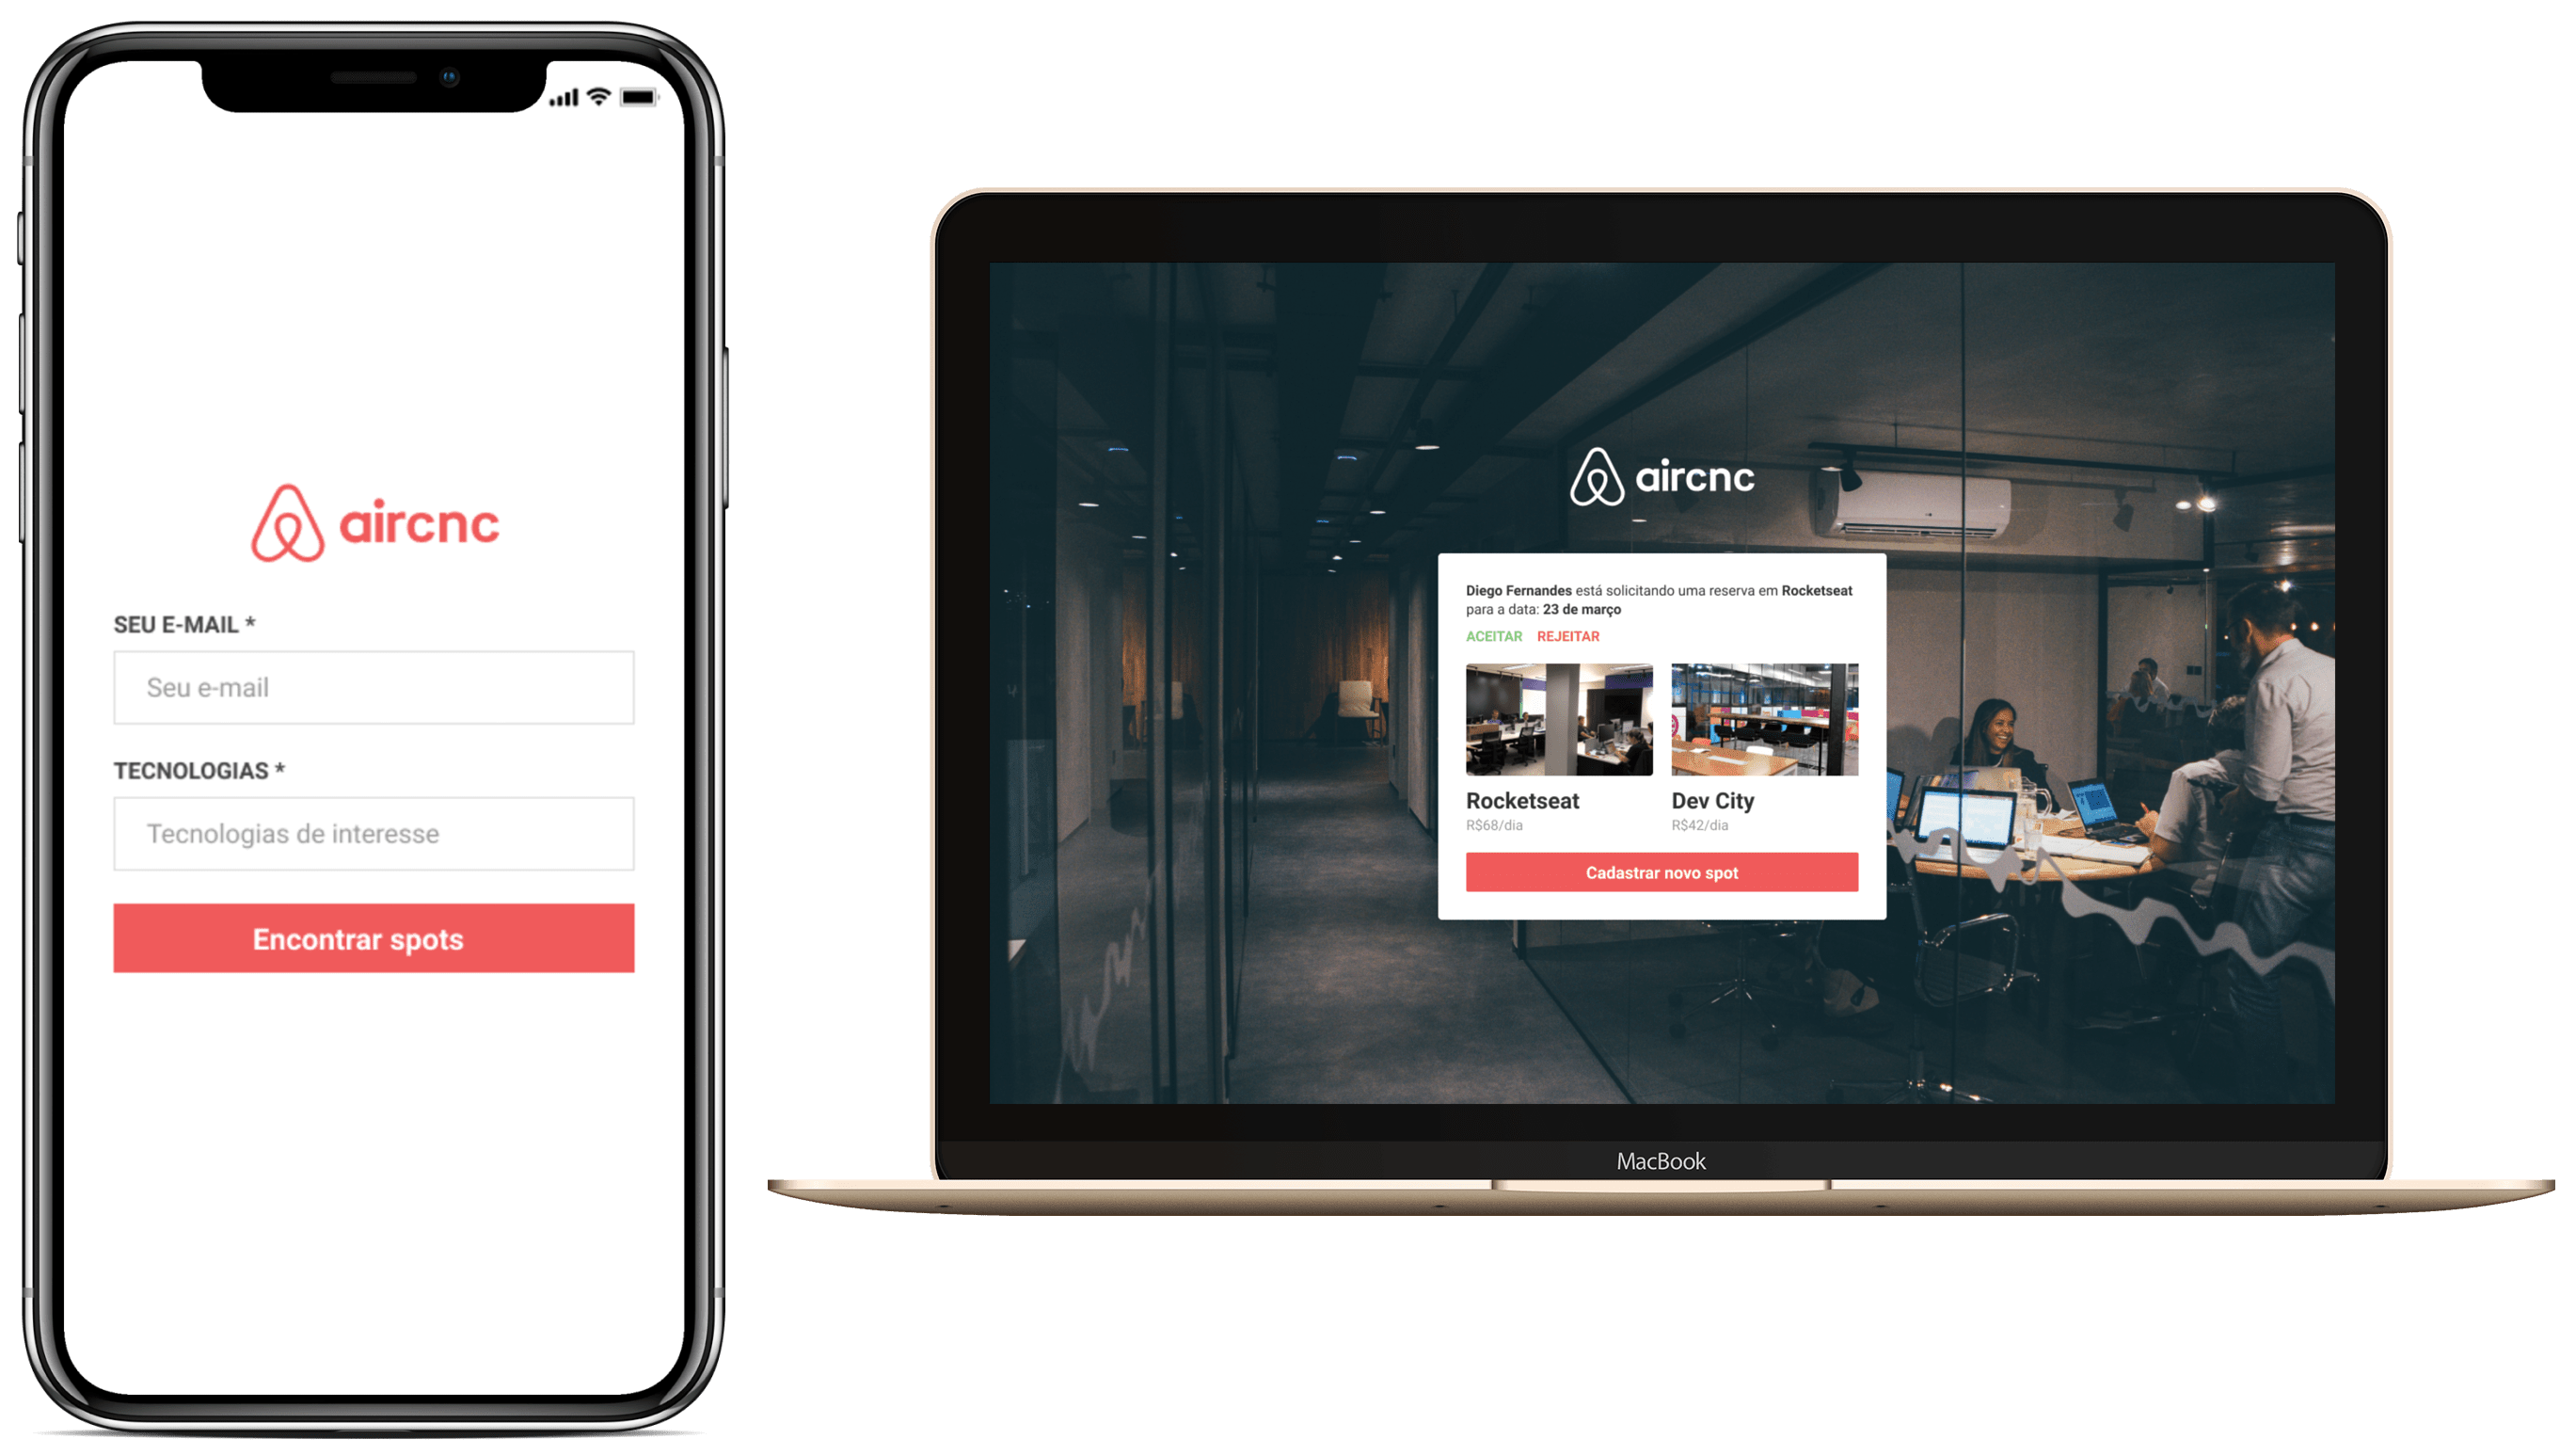 aircnc
SEU E-MAIL *
Seu e-mail
TECNOLOGIAS *
Tecnologias de interesse
Encontrar spots
aircnc
Diego Fernandes está solicitando uma reserva em Rocketseat
para a data: 23 de março
ACEITAR REJEITAR
Rocketseat
R$68/dia
Dev City
R$42/dia
Cadastrar novo spot
MacBook